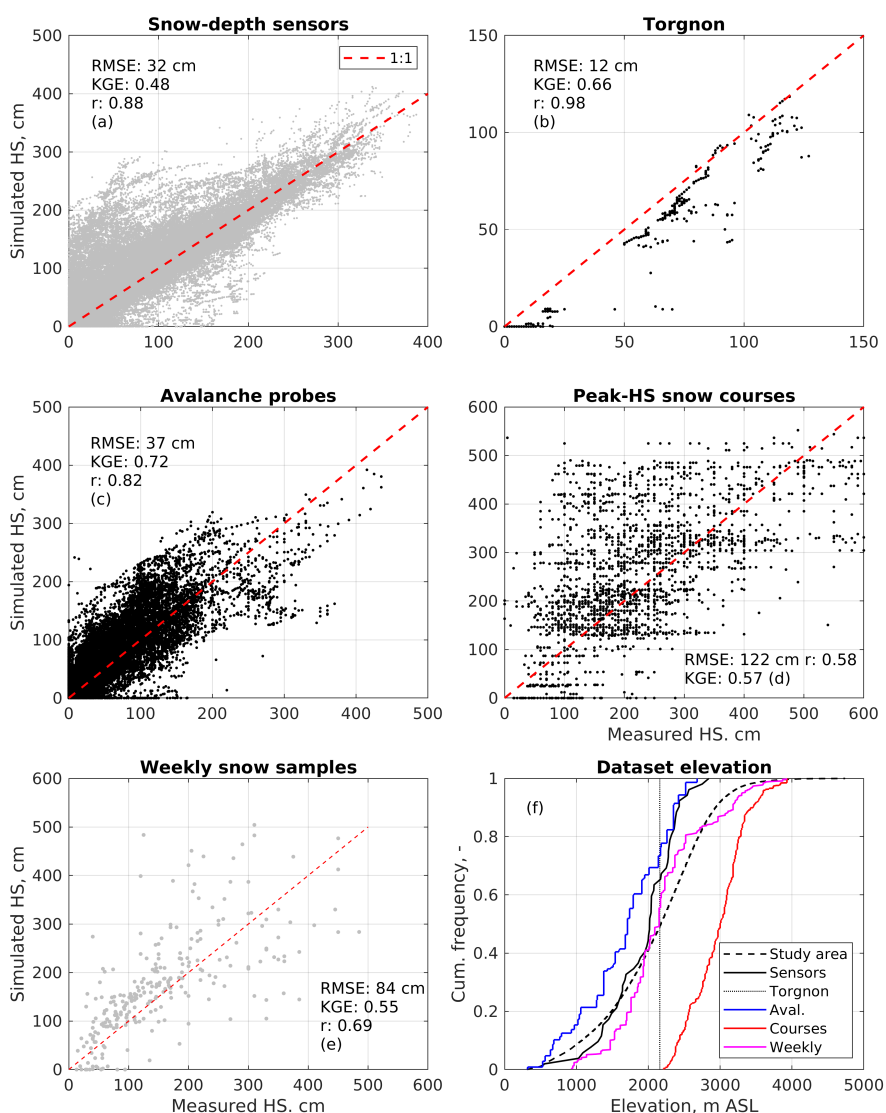 Snow-depth sensors
500
400
300
200
100
0
Simulated HS, cm
RMSE: 32 cm
KGE: 0.48
r: 0.88
(a)
1:1
0 100 200 300 400
Torgnon
150
100
50
0
RMSE: 12 cm
KGE: 0.66
r: 0.98
(b)
0 50 100 150
Avalanche probes
500
400
300
200
100
0
Simulated HS, cm
RMSE: 37 cm
KGE: 0.72
r: 0.82
(c)
0 100 200 300 400 500
Peak-HS snow courses
600
500
400
300
200
100
0
RMSE: 122 cm r: 0.58
KGE: 0.57 (d)
0 100 200 300 400 500 600
Measured HS. cm
Weekly snow samples
600
500
400
300
200
100
0
Simulated HS, cm
RMSE: 84 cm
KGE: 0.55
r: 0.69
(e)
0 100 200 300 400 500 600
Measured HS. cm
Dataset elevation
1
0.8
0.6
0.4
0.2
0
Cum. frequency, -
(f)
Study area
Sensors
Torgnon
Aval.
Courses
Weekly
0 1000 2000 3000 4000 5000
Elevation, m ASL